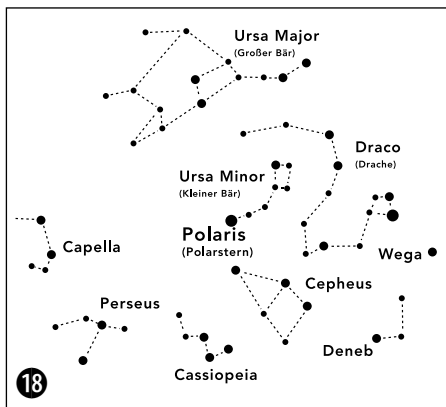 Ursa Major
(Großer Bär)
Draco
(Drache)
Ursa Minor
(Kleiner Bär)
Polaris
(Polarstern)
Capella
Wega
Cepheus
Perseus
Cassiopeia
Deneb
18